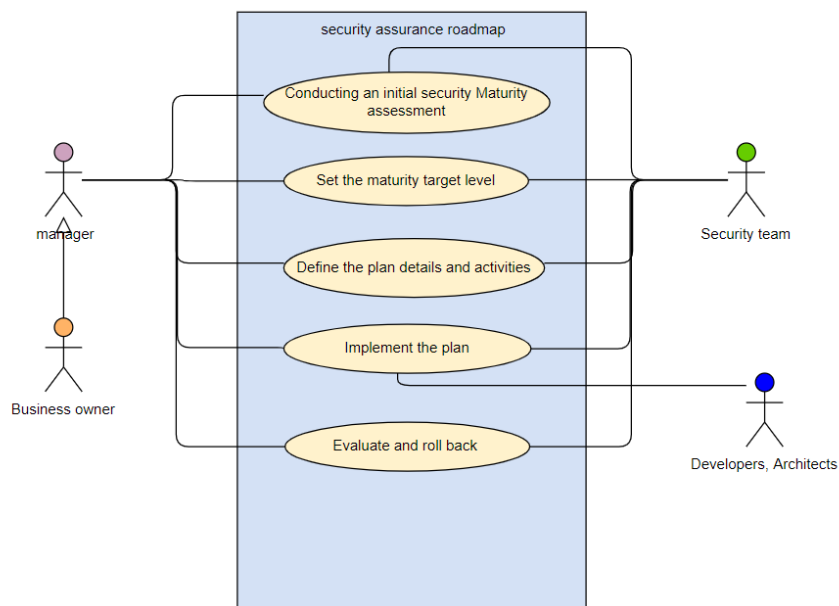 security assurance roadmap
Conducting an initial security Maturity
assessment
Set the maturity target level
manager
Security team
Define the plan details and activities
Implement the plan
Business owner
Evaluate and roll back
Developers, Architects